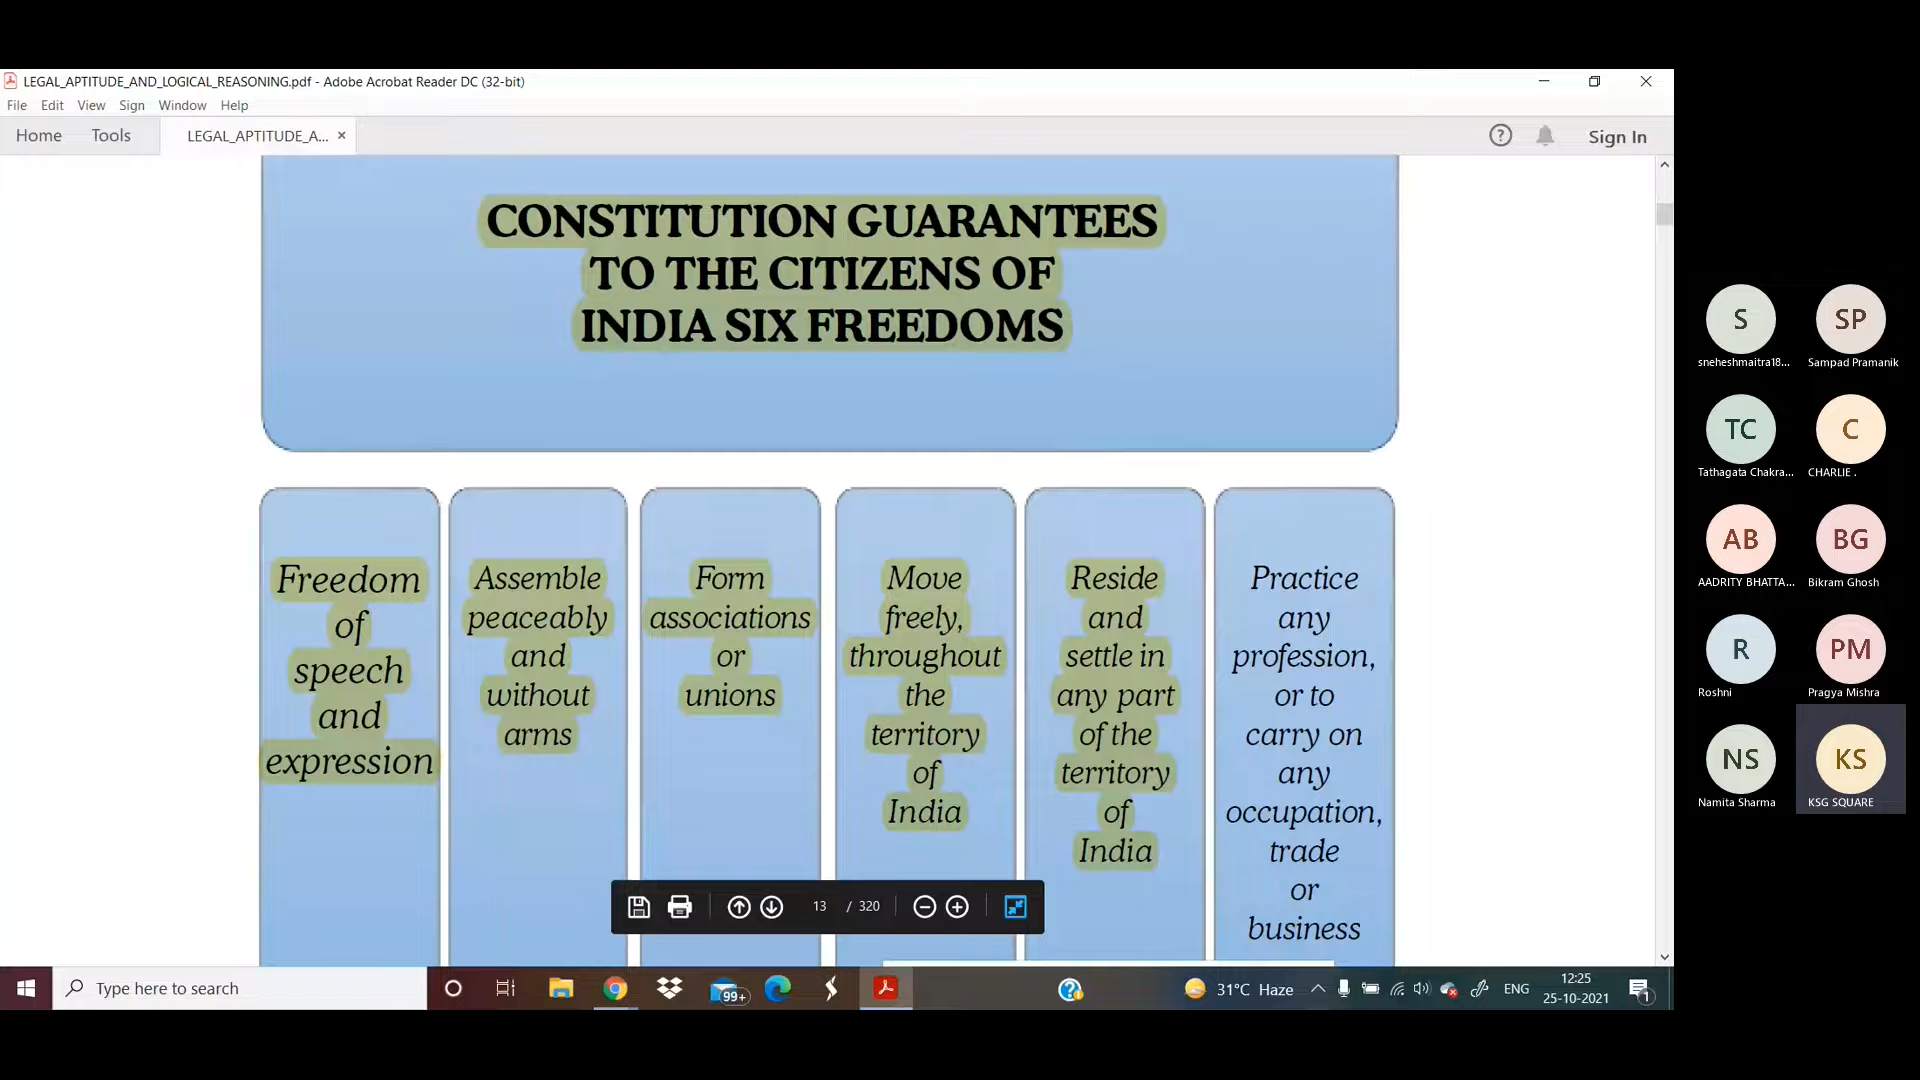 LEGAL_APTITUDE_AND_LOGICAL_REASONING.pdf - Adobe Acrobat Reader DC (32-bit)
File Edit View Sign Window Help
Home Tools LEGAL_APTITUDE_A... × Sign In
CONSTITUTION GUARANTEES
TO THE CITIZENS OF
INDIA SIX FREEDOMS
Freedom
of
speech
and
expression
Assemble
peaceably
and
without
arms
Form
associations
or
unions
Move
freely,
throughout
the
territory
of
India
Reside
and
settle in
any part
of the
territory
of
India
Practice
any
profession,
or to
carry on
any
occupation,
trade
or
business
13 / 320
S SP
sneheshmaitra18... Sampad Pramanik
TC C
Tathagata Chakra... CHARLIE .
AB BG
AADRITY BHATTA... Bikram Ghosh
R PM
Roshni Pragya Mishra
NS KS
Namita Sharma KSG SQUARE
Type here to search
99+
31°C Haze
ENG
12:25
25-10-2021
1